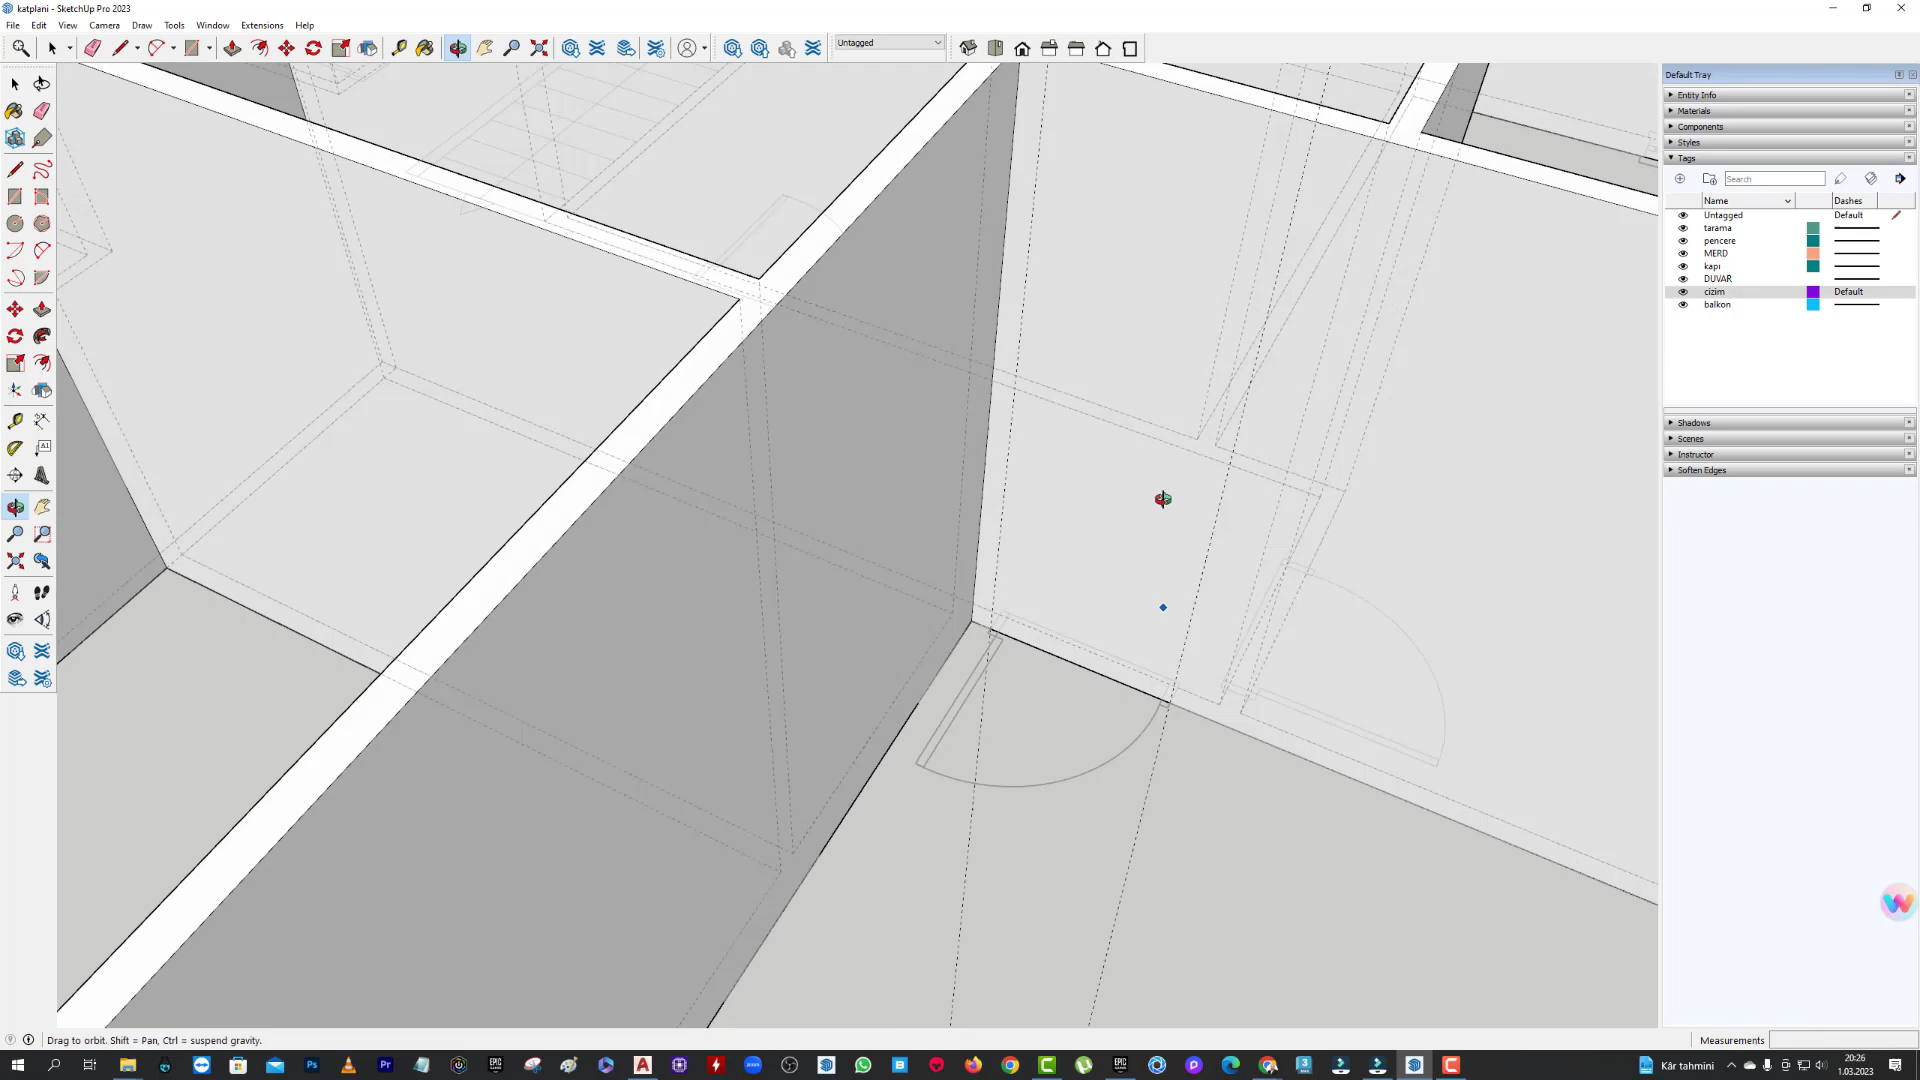 katplani - SketchUp Pro 2023
File Edit View Camera Draw Tools Window Extensions Help
Untagged
Default Tray
Entity Info
Materials
Components
Styles
Tags
Search
Name Dashes
Untagged Default
tarama
pencere
MERD
kapı
DUVAR
cizim Default
balkon
Shadows
Scenes
Instructor
Soften Edges
Drag to orbit. Shift = Pan, Ctrl = suspend gravity.
Measurements
Kâr tahmini
20:26
1.03.2023